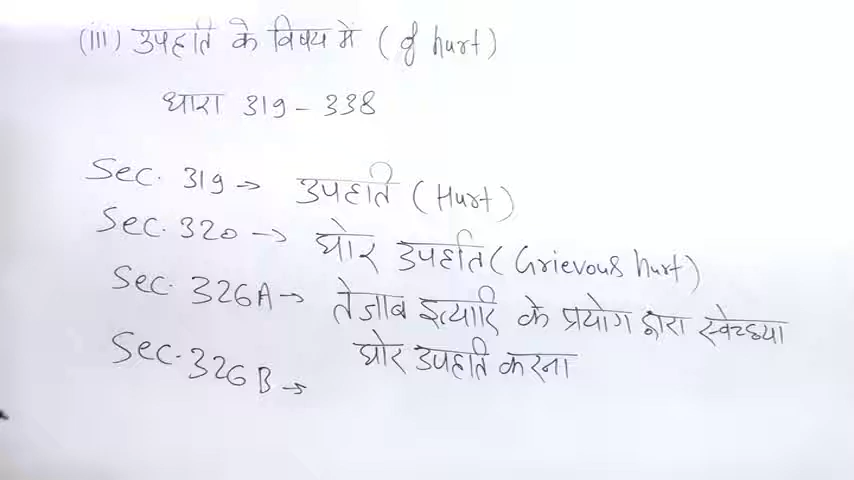 (iii) उपहति के विषय में ( of hurt)
धारा 319 - 338
Sec. 319 → उपहति (Hurt)
Sec. 320 → घोर उपहति (Grievous hurt)
Sec. 326A → तेजाब इत्यादि के प्रयोग द्वारा स्वेच्छया
घोर उपहति करना
Sec. 326B →